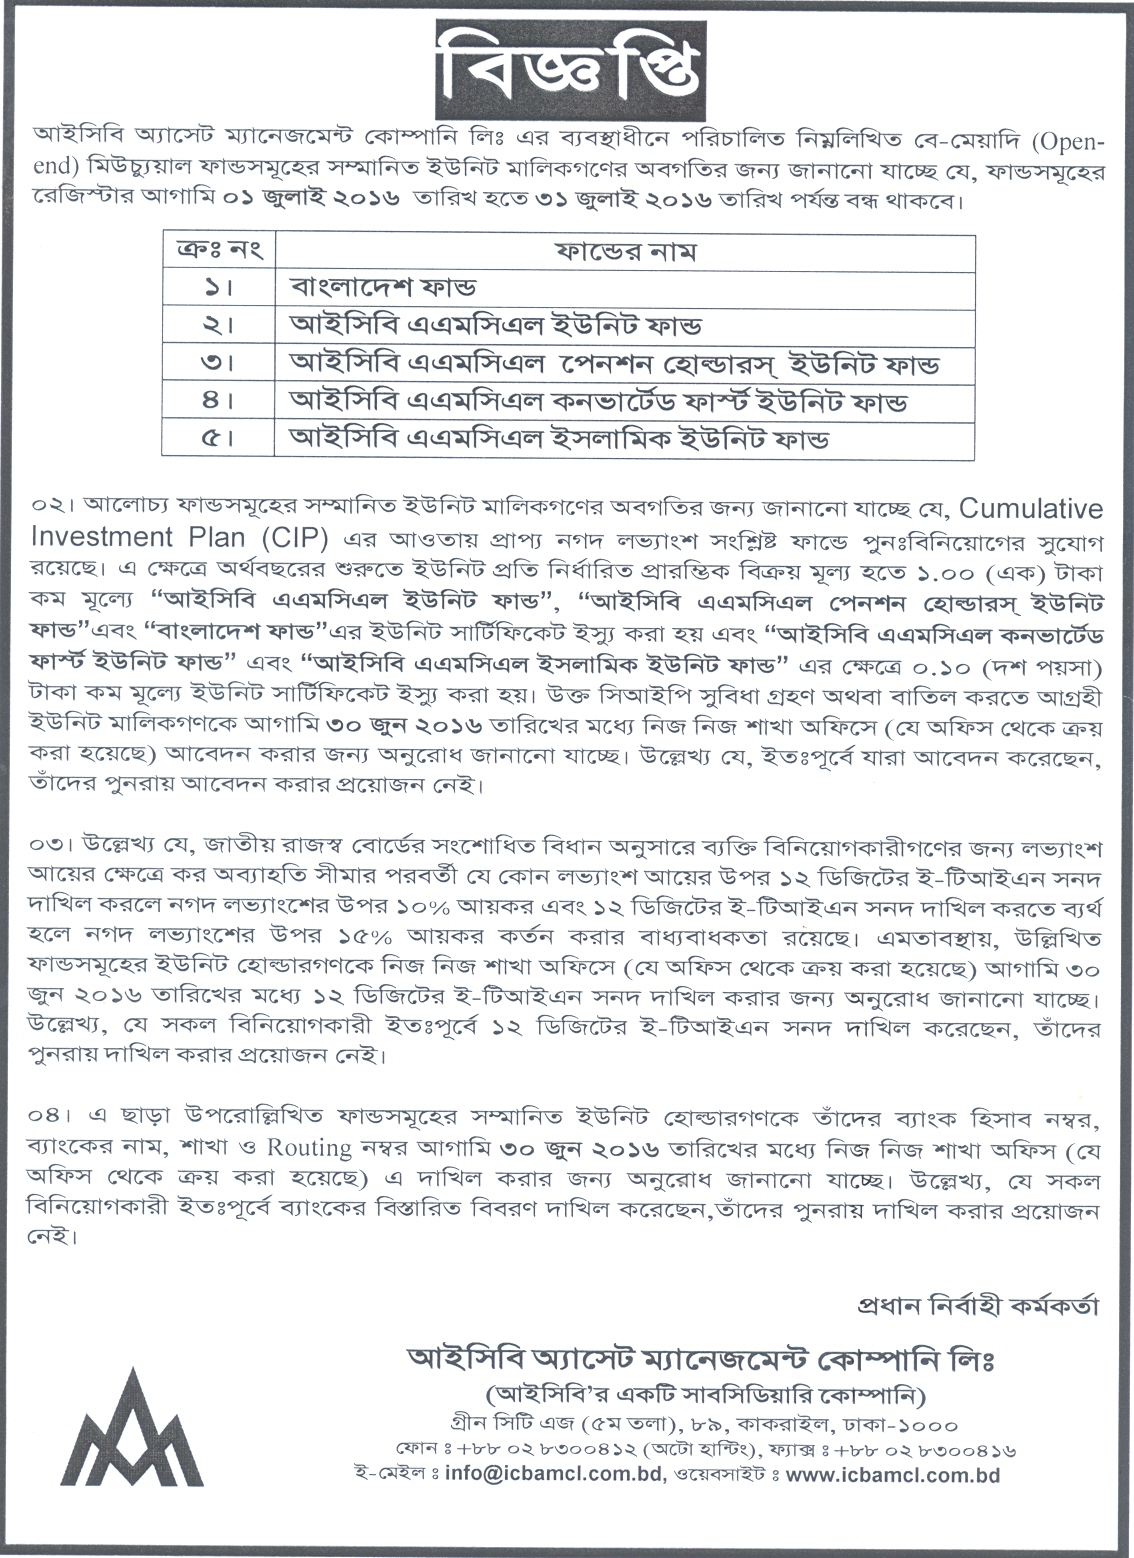 বিজ্ঞপ্তি
আইসিবি অ্যাসেট ম্যানেজমেন্ট কোম্পানি লিঃ এর ব্যবস্থাধীনে পরিচালিত নিম্নলিখিত বে-মেয়াদি (Open-
end) মিউচ্যুয়াল ফান্ডসমূহের সম্মানিত ইউনিট মালিকগণের অবগতির জন্য জানানো যাচ্ছে যে, ফান্ডসমূহের
রেজিস্টার আগামি ০১ জুলাই ২০১৬ তারিখ হতে ৩১ জুলাই ২০১৬ তারিখ পর্যন্ত বন্ধ থাকবে।
ক্রঃ নং ফান্ডের নাম
১। বাংলাদেশ ফান্ড
২। আইসিবি এএমসিএল ইউনিট ফান্ড
৩। আইসিবি এএমসিএল পেনশন হোল্ডারস্ ইউনিট ফান্ড
৪। আইসিবি এএমসিএল কনভার্টেড ফার্স্ট ইউনিট ফান্ড
৫। আইসিবি এএমসিএল ইসলামিক ইউনিট ফান্ড
০২। আলোচ্য ফান্ডসমূহের সম্মানিত ইউনিট মালিকগণের অবগতির জন্য জানানো যাচ্ছে যে, Cumulative
Investment Plan (CIP) এর আওতায় প্রাপ্য নগদ লভ্যাংশ সংশ্লিষ্ট ফান্ডে পুনঃবিনিয়োগের সুযোগ
রয়েছে। এ ক্ষেত্রে অর্থবছরের শুরুতে ইউনিট প্রতি নির্ধারিত প্রারম্ভিক বিক্রয় মূল্য হতে ১.০০ (এক) টাকা
কম মূল্যে “আইসিবি এএমসিএল ইউনিট ফান্ড”, “আইসিবি এএমসিএল পেনশন হোল্ডারস্ ইউনিট
ফান্ড”এবং “বাংলাদেশ ফান্ড”এর ইউনিট সার্টিফিকেট ইস্যু করা হয় এবং “আইসিবি এএমসিএল কনভার্টেড
ফার্স্ট ইউনিট ফান্ড” এবং “আইসিবি এএমসিএল ইসলামিক ইউনিট ফান্ড” এর ক্ষেত্রে ০.১০ (দশ পয়সা)
টাকা কম মূল্যে ইউনিট সার্টিফিকেট ইস্যু করা হয়। উক্ত সিআইপি সুবিধা গ্রহণ অথবা বাতিল করতে আগ্রহী
ইউনিট মালিকগণকে আগামি ৩০ জুন ২০১৬ তারিখের মধ্যে নিজ নিজ শাখা অফিসে (যে অফিস থেকে ক্রয়
করা হয়েছে) আবেদন করার জন্য অনুরোধ জানানো যাচ্ছে। উল্লেখ্য যে, ইতঃপূর্বে যারা আবেদন করেছেন,
তাঁদের পুনরায় আবেদন করার প্রয়োজন নেই।
০৩। উল্লেখ্য যে, জাতীয় রাজস্ব বোর্ডের সংশোধিত বিধান অনুসারে ব্যক্তি বিনিয়োগকারীগণের জন্য লভ্যাংশ
আয়ের ক্ষেত্রে কর অব্যাহতি সীমার পরবর্তী যে কোন লভ্যাংশ আয়ের উপর ১২ ডিজিটের ই-টিআইএন সনদ
দাখিল করলে নগদ লভ্যাংশের উপর ১০% আয়কর এবং ১২ ডিজিটের ই-টিআইএন সনদ দাখিল করতে ব্যর্থ
হলে নগদ লভ্যাংশের উপর ১৫% আয়কর কর্তন করার বাধ্যবাধকতা রয়েছে। এমতাবস্থায়, উল্লিখিত
ফান্ডসমূহের ইউনিট হোল্ডারগণকে নিজ নিজ শাখা অফিসে (যে অফিস থেকে ক্রয় করা হয়েছে) আগামি ৩০
জুন ২০১৬ তারিখের মধ্যে ১২ ডিজিটের ই-টিআইএন সনদ দাখিল করার জন্য অনুরোধ জানানো যাচ্ছে।
উল্লেখ্য, যে সকল বিনিয়োগকারী ইতঃপূর্বে ১২ ডিজিটের ই-টিআইএন সনদ দাখিল করেছেন, তাঁদের
পুনরায় দাখিল করার প্রয়োজন নেই।
০৪। এ ছাড়া উপরোল্লিখিত ফান্ডসমূহের সম্মানিত ইউনিট হোল্ডারগণকে তাঁদের ব্যাংক হিসাব নম্বর,
ব্যাংকের নাম, শাখা ও Routing নম্বর আগামি ৩০ জুন ২০১৬ তারিখের মধ্যে নিজ নিজ শাখা অফিস (যে
অফিস থেকে ক্রয় করা হয়েছে) এ দাখিল করার জন্য অনুরোধ জানানো যাচ্ছে। উল্লেখ্য, যে সকল
বিনিয়োগকারী ইতঃপূর্বে ব্যাংকের বিস্তারিত বিবরণ দাখিল করেছেন,তাঁদের পুনরায় দাখিল করার প্রয়োজন
নেই।
প্রধান নির্বাহী কর্মকর্তা
আইসিবি অ্যাসেট ম্যানেজমেন্ট কোম্পানি লিঃ
(আইসিবি’র একটি সাবসিডিয়ারি কোম্পানি)
গ্রীন সিটি এজ (৫ম তলা), ৮৯, কাকরাইল, ঢাকা-১০০০
ফোন : +৮৮ ০২ ৮৩০০৪১২ (অটো হান্টিং), ফ্যাক্স : +৮৮ ০২ ৮৩০০৪১৬
ই-মেইল : info@icbamcl.com.bd, ওয়েবসাইট : www.icbamcl.com.bd